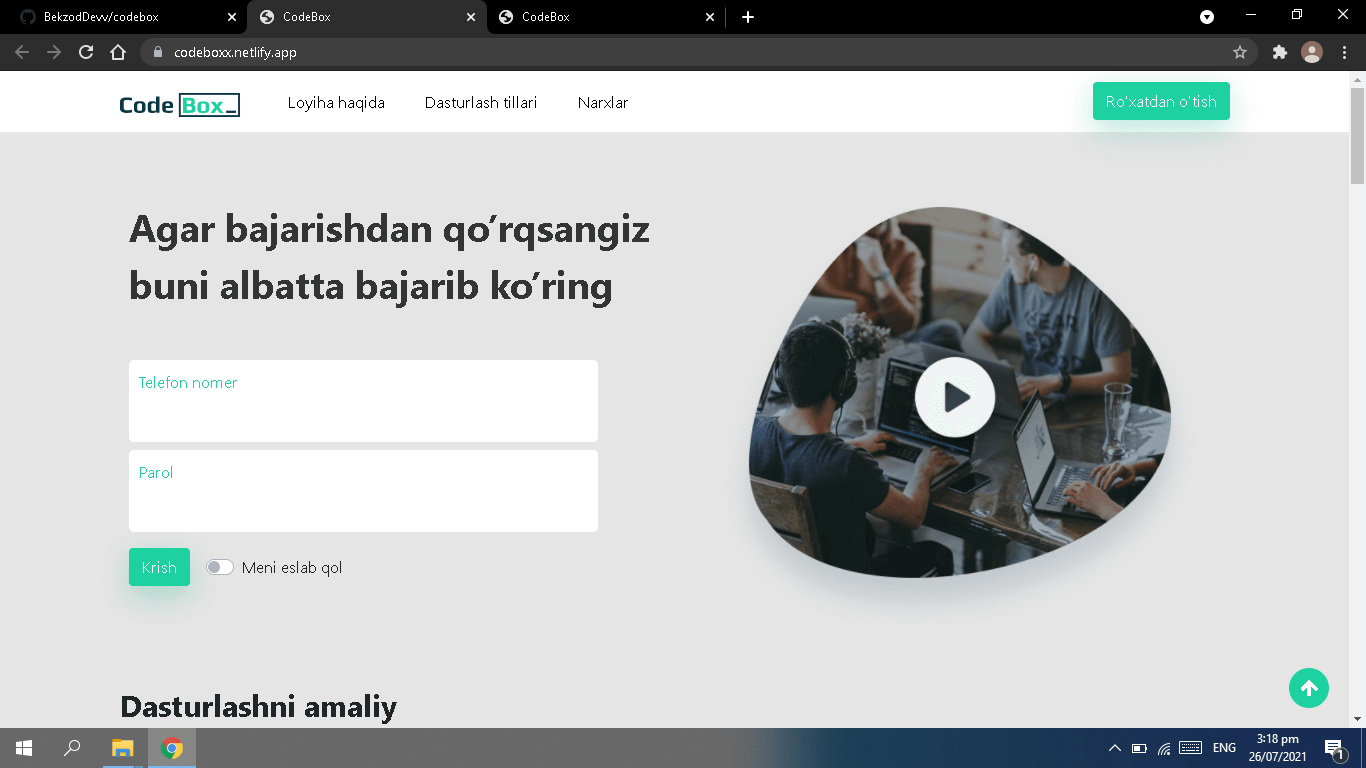 BekzodDevv/codebox
CodeBox
CodeBox
codeboxx.netlify.app
Code Box_
Loyiha haqida
Dasturlash tillari
Narxlar
Ro'xatdan o'tish
Agar bajarishdan qo’rqsangiz
buni albatta bajarib ko’ring
Telefon nomer
Parol
Krish
Meni eslab qol
Dasturlashni amaliy
ENG
3:18 pm
26/07/2021
1